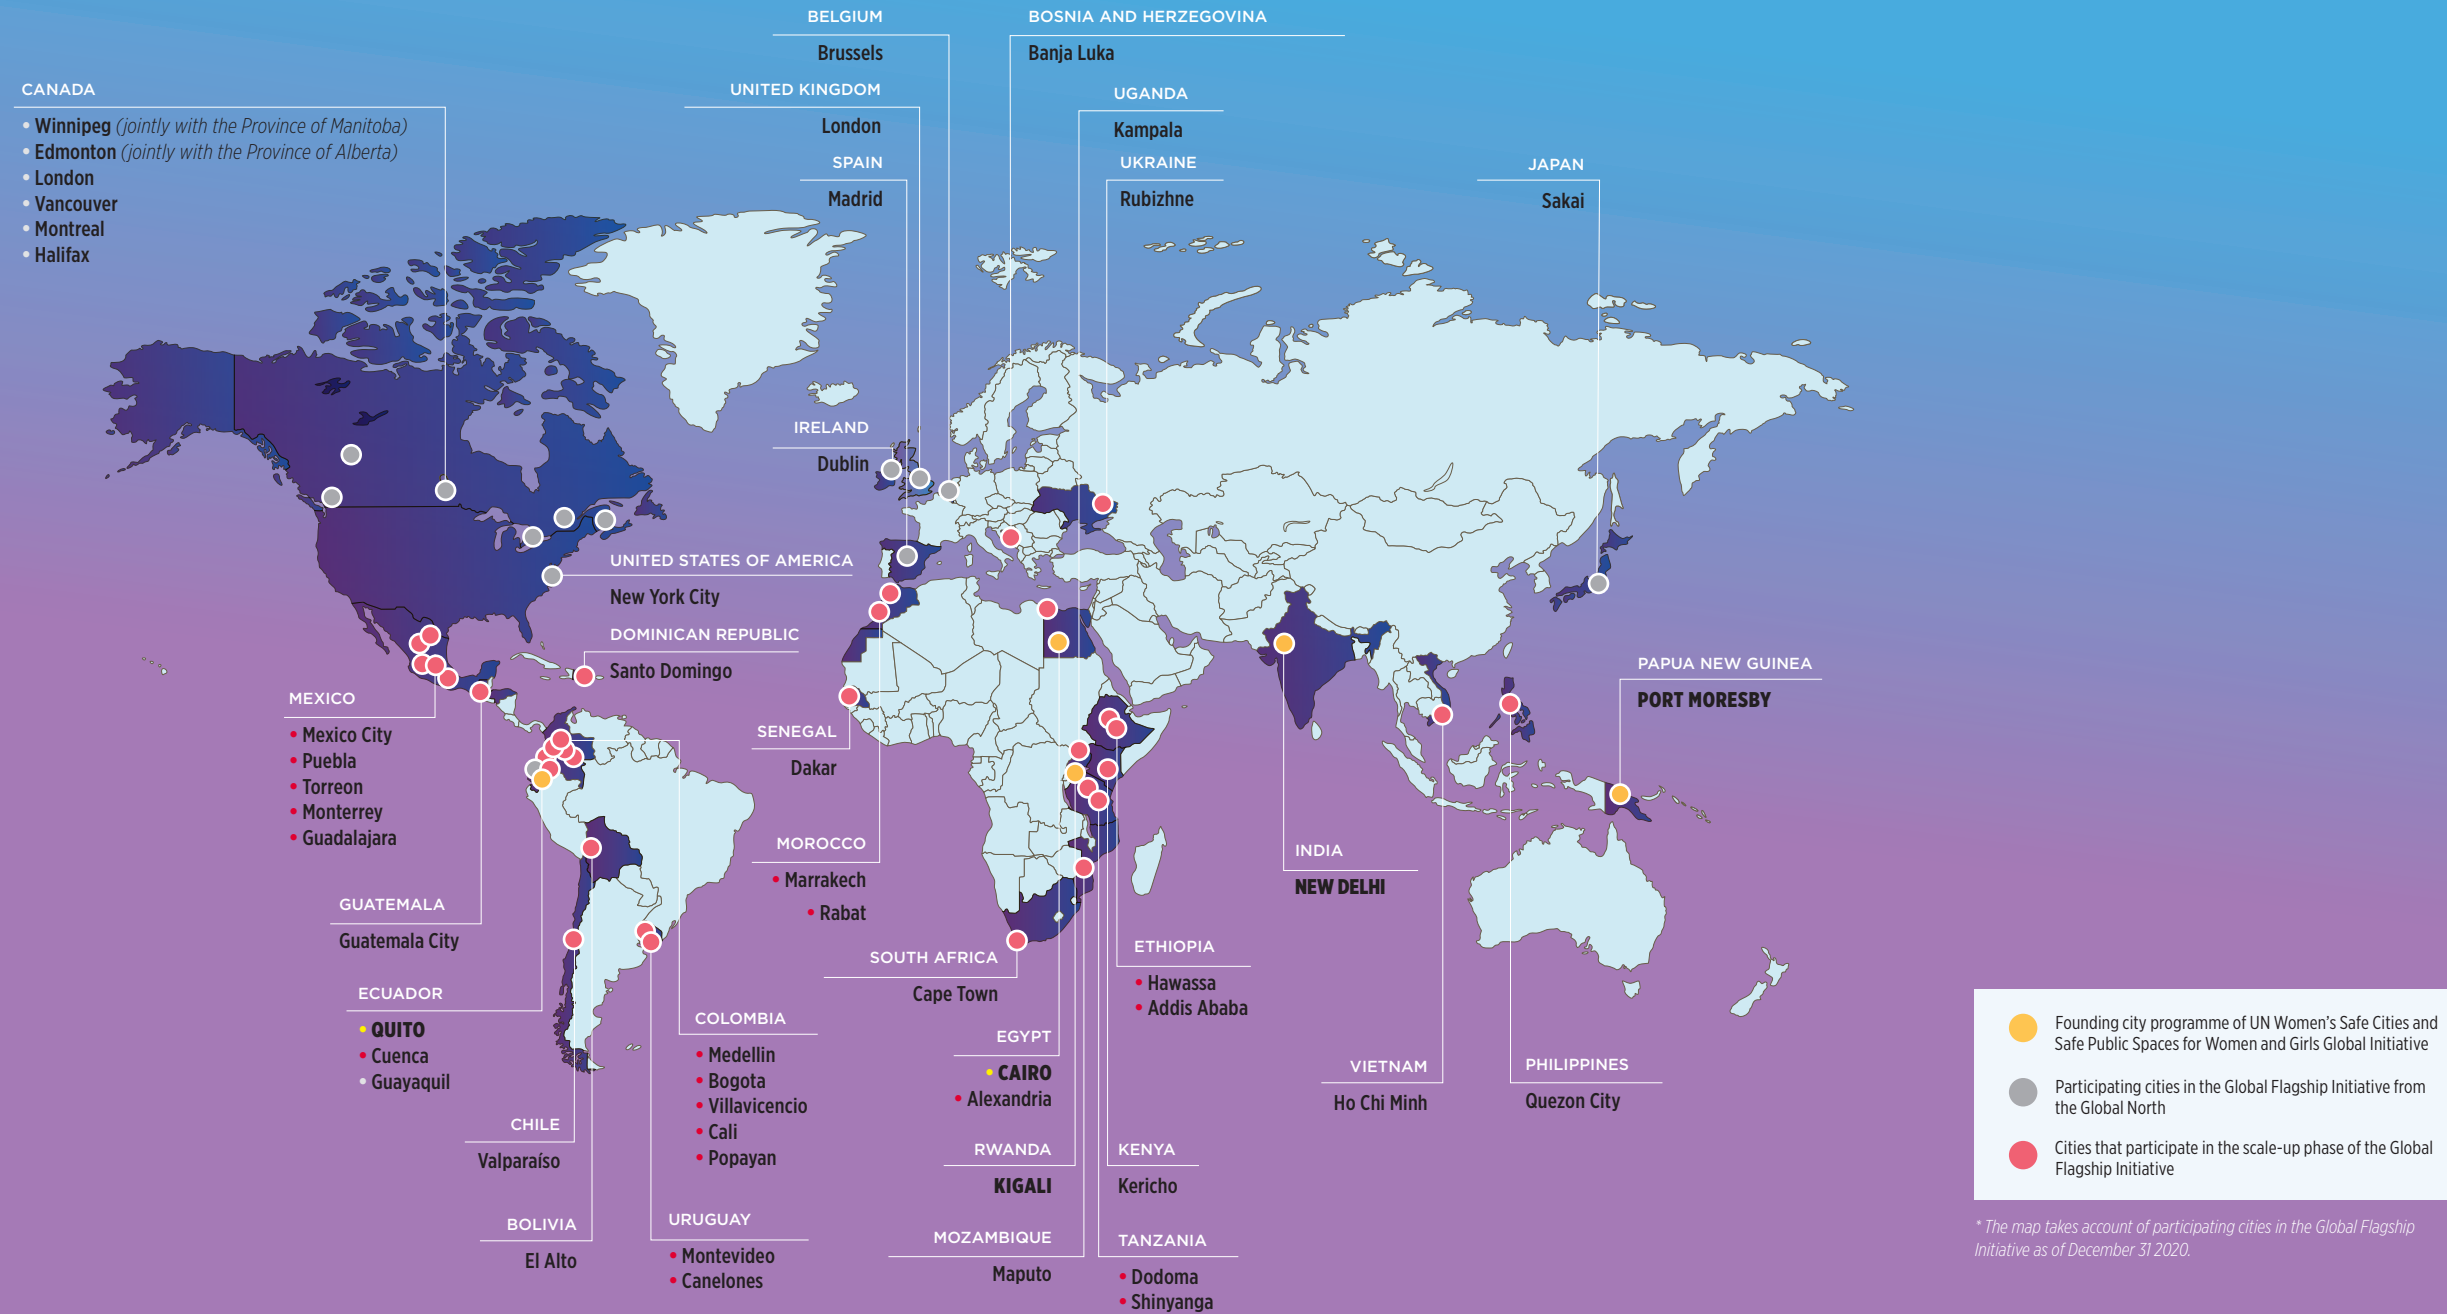 BELGIUM
Brussels
BOSNIA AND HERZEGOVINA
Banja Luka
CANADA
• Winnipeg (jointly with the Province of Manitoba)
• Edmonton (jointly with the Province of Alberta)
• London
• Vancouver
• Montreal
• Halifax
UNITED KINGDOM
London
UGANDA
Kampala
SPAIN
Madrid
UKRAINE
Rubizhne
JAPAN
Sakai
IRELAND
Dublin
UNITED STATES OF AMERICA
New York City
DOMINICAN REPUBLIC
Santo Domingo
MEXICO
• Mexico City
• Puebla
• Torreon
• Monterrey
• Guadalajara
SENEGAL
Dakar
PAPUA NEW GUINEA
PORT MORESBY
MOROCCO
• Marrakech
• Rabat
INDIA
NEW DELHI
GUATEMALA
Guatemala City
SOUTH AFRICA
Cape Town
ETHIOPIA
• Hawassa
• Addis Ababa
ECUADOR
• QUITO
• Cuenca
• Guayaquil
COLOMBIA
• Medellin
• Bogota
• Villavicencio
• Cali
• Popayan
EGYPT
• CAIRO
• Alexandria
VIETNAM
Ho Chi Minh
PHILIPPINES
Quezon City
CHILE
Valparaíso
RWANDA
KIGALI
KENYA
Kericho
BOLIVIA
El Alto
URUGUAY
• Montevideo
• Canelones
MOZAMBIQUE
Maputo
TANZANIA
• Dodoma
• Shinyanga
Founding city programme of UN Women's Safe Cities and
Safe Public Spaces for Women and Girls Global Initiative
Participating cities in the Global Flagship Initiative from
the Global North
Cities that participate in the scale-up phase of the Global
Flagship Initiative
* The map takes account of participating cities in the Global Flagship
Initiative as of December 31 2020.